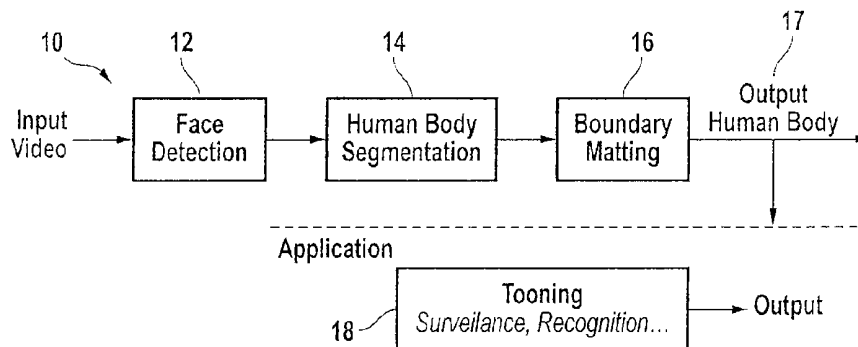 10
12
14
16
17
Input
Video
Face
Detection
Human Body
Segmentation
Boundary
Matting
Output
Human Body
Application
Tooning
Surveilance, Recognition...
18
Output